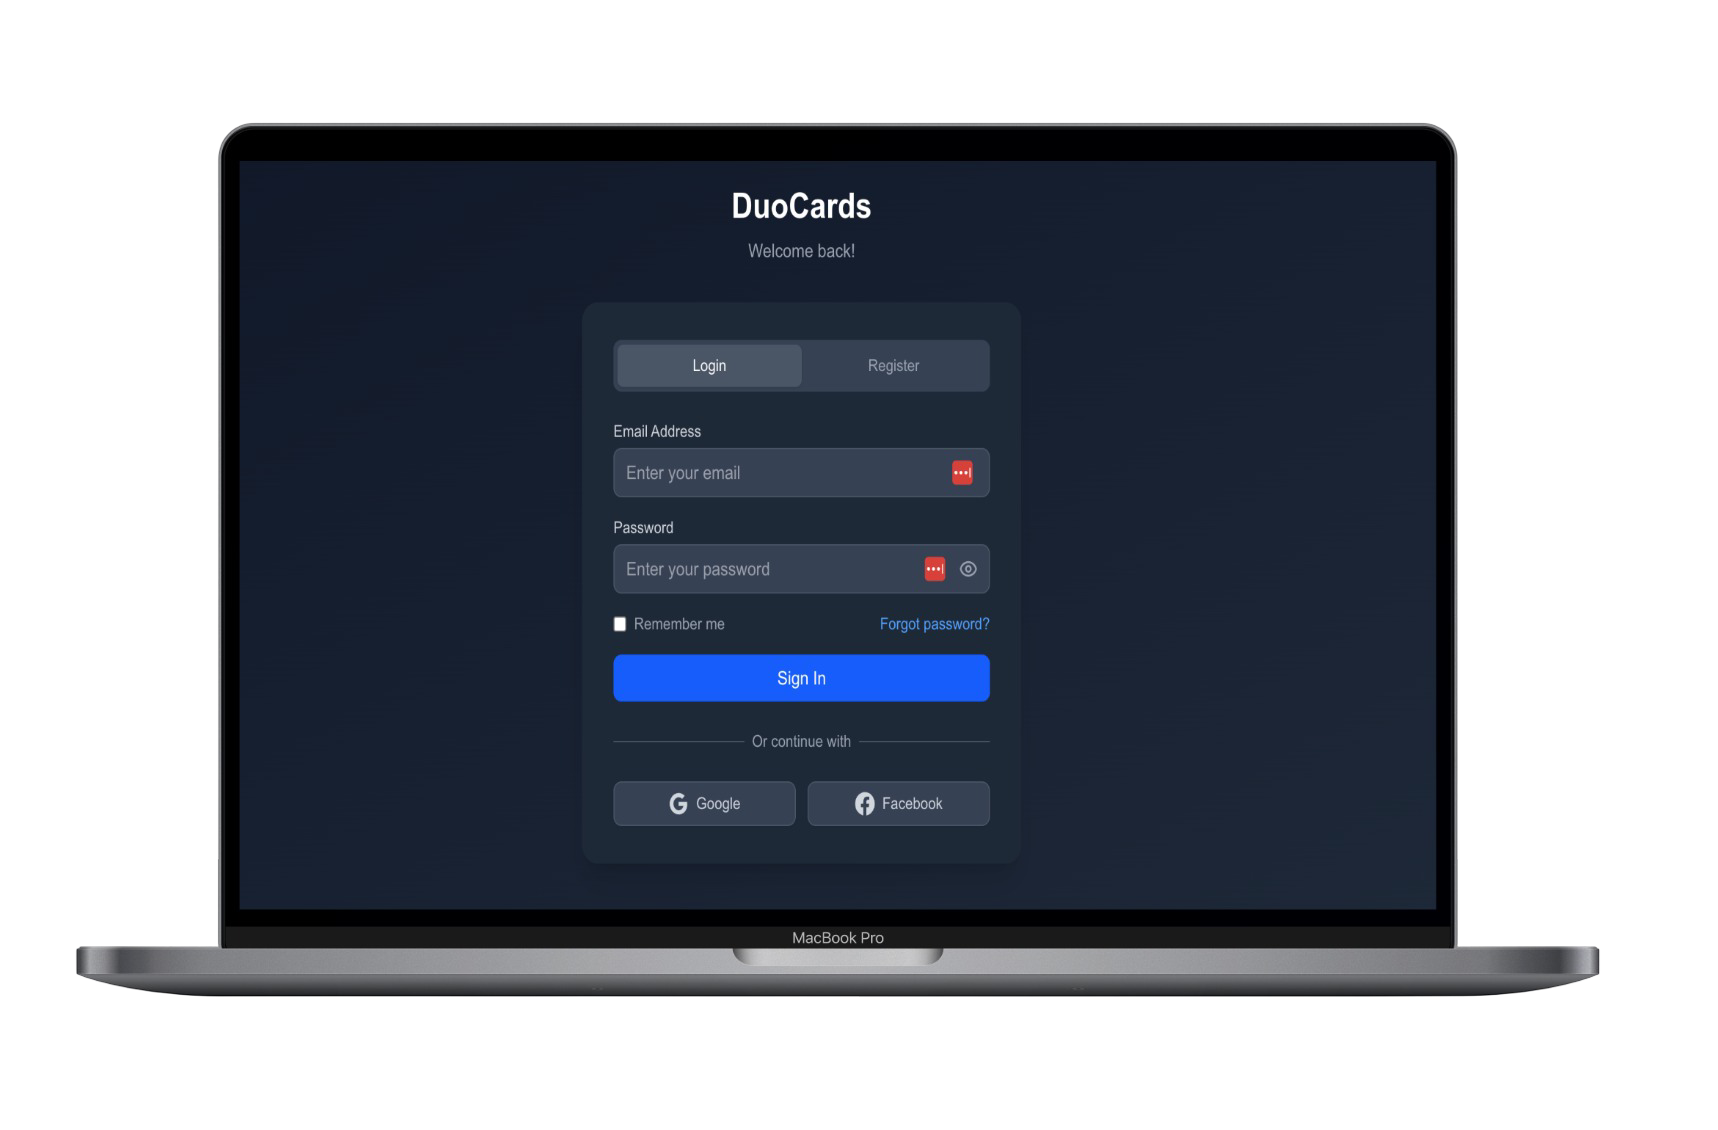 DuoCards
Welcome back!
Login Register
Email Address
Enter your email
Password
Enter your password
Remember me Forgot password?
Sign In
Or continue with
Google Facebook
MacBook Pro